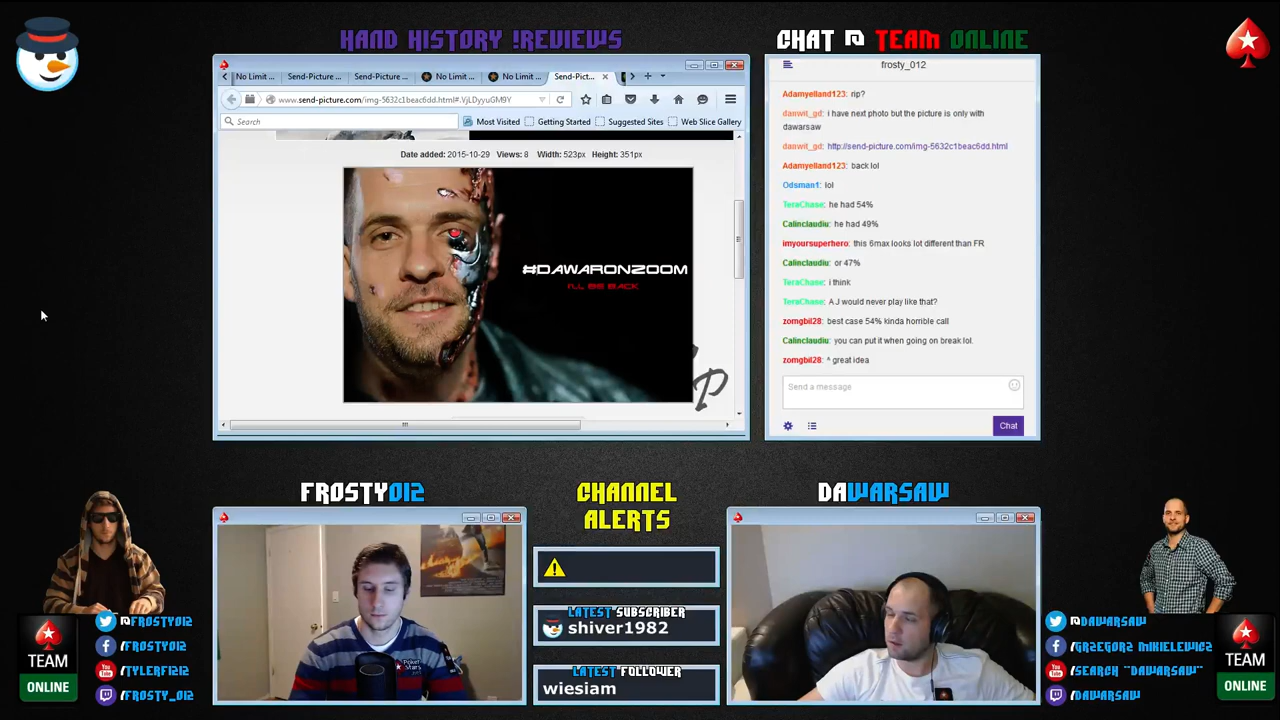 HAND HISTORY !REVIEWS
CHAT @ TEAM ONLINE
No Limit ...
Send-Picture ...
Send-Picture ...
No Limit ...
No Limit ...
Send-Pict...
www.send-picture.com/img-5632c1beac6dd.html#.VjLDyyuGM9Y
Search
Most Visited
Getting Started
Suggested Sites
Web Slice Gallery
Date added: 2015-10-29 Views: 8 Width: 523px Height: 351px
#DAWARONZOOM
I'LL BE BACK
frosty_012
Adamyelland123: rip?
danwit_gd: i have next photo but the picture is only with
dawarsaw
danwit_gd: http://send-picture.com/img-5632c1beac6dd.html
Adamyelland123: back lol
Odsman1: lol
TeraChase: he had 54%
Calinclaudiu: he had 49%
imyoursuperhero: this 6max looks lot different than FR
Calinclaudiu: or 47%
TeraChase: i think
TeraChase: AJ would never play like that?
zomgbil28: best case 54% kinda horrible call
Calinclaudiu: you can put it when going on break lol.
zomgbil28: ^ great idea
Send a message
Chat
FROSTY012
CHANNEL
ALERTS
DAWARSAW
LATEST SUBSCRIBER
shiver1982
LATEST FOLLOWER
wiesiam
TEAM
ONLINE
@FROSTY012
/FROSTY012
/TYLERF1212
/FROSTY_012
@DAWARSAW
/GRZEGORZ MIKIELEWICZ
/SEARCH "DAWARSAW"
/DAWARSAW
TEAM
ONLINE